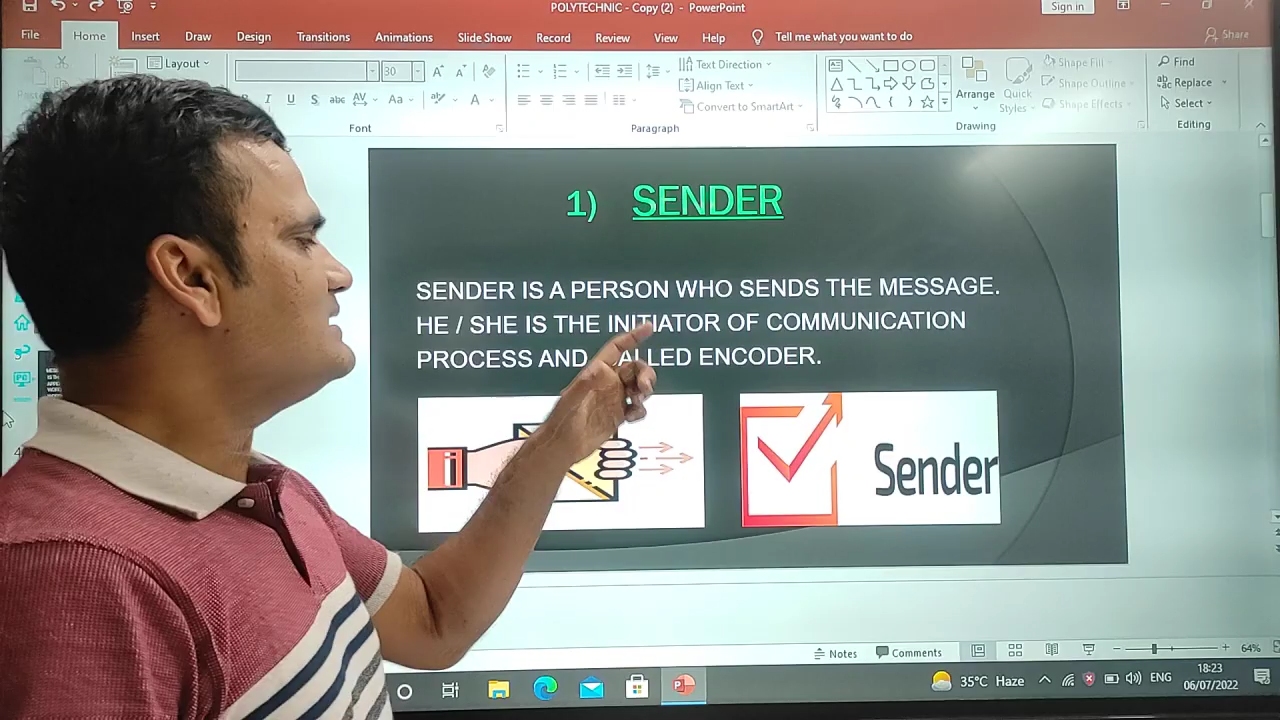 POLYTECHNIC - Copy (2) - PowerPoint
Sign in
File Home Insert Draw Design Transitions Animations Slide Show Record Review View Help Tell me what you want to do Share
Layout
30
Text Direction
Align Text
Convert to SmartArt
Arrange
Quick
Styles
Shape Fill
Shape Outline
Shape Effects
Find
Replace
Select
Font Paragraph Drawing Editing
1) SENDER
SENDER IS A PERSON WHO SENDS THE MESSAGE.
HE / SHE IS THE INITIATOR OF COMMUNICATION
PROCESS AND CALLED ENCODER.
Sender
Notes Comments 64%
35°C Haze ENG
18:23
06/07/2022